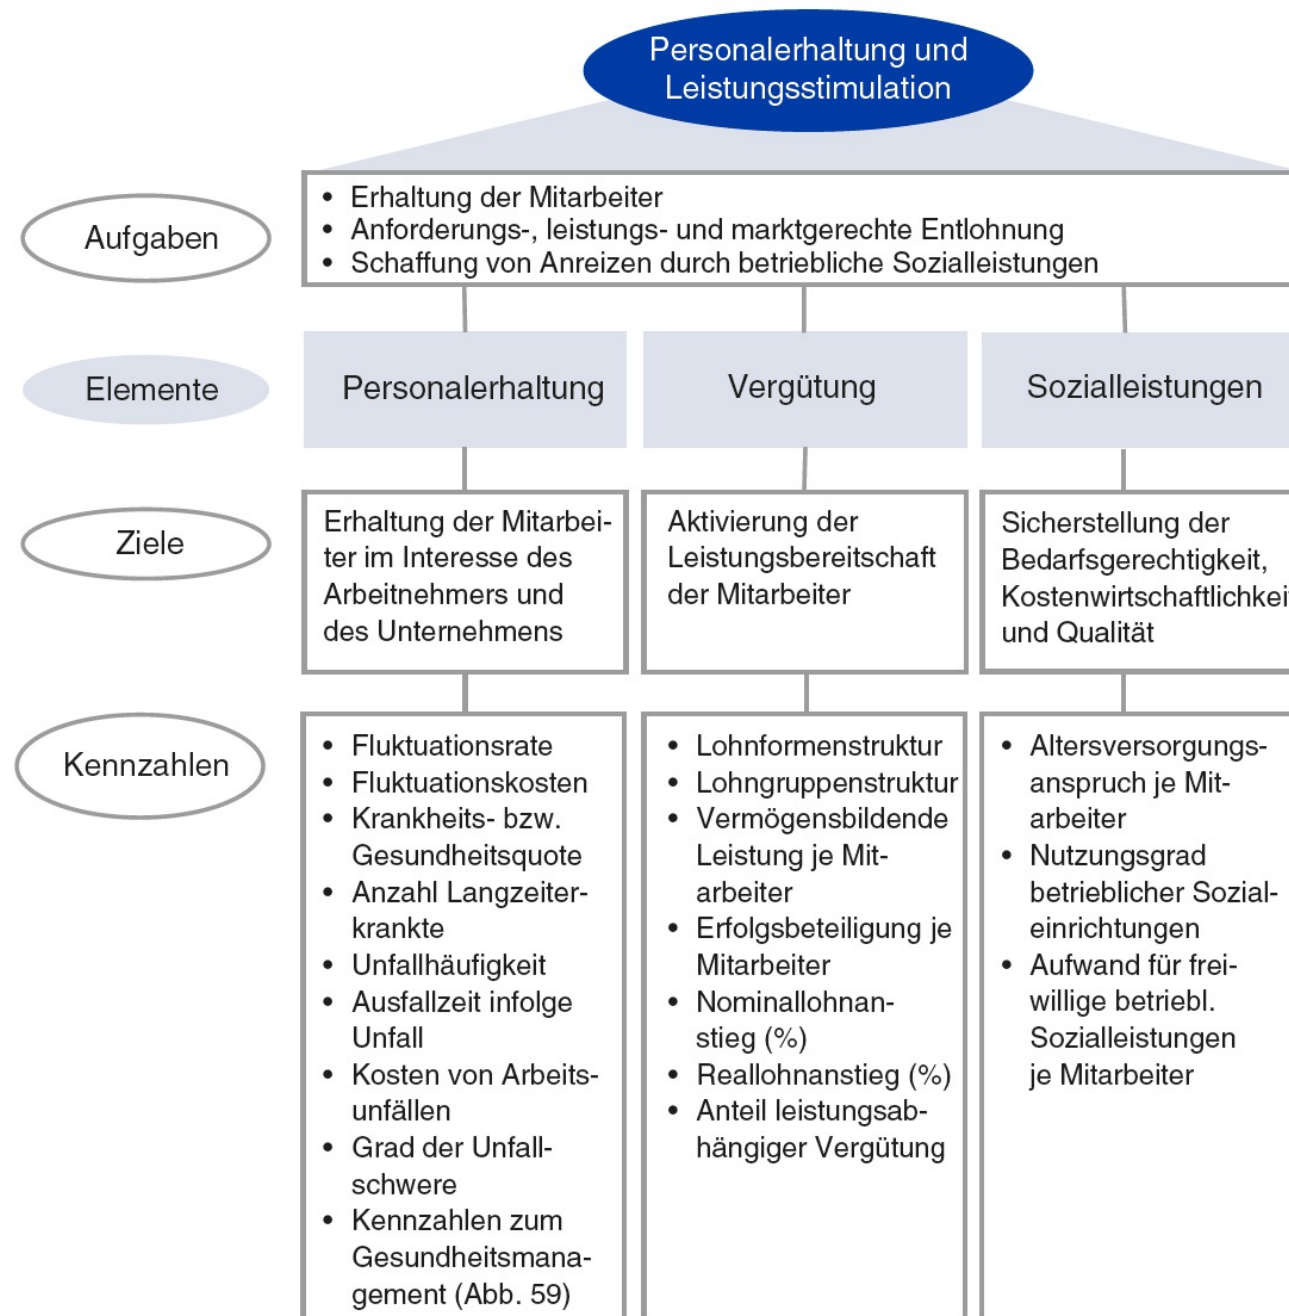 Personalerhaltung und
Leistungsstimulation
Aufgaben
• Erhaltung der Mitarbeiter
• Anforderungs-, leistungs- und marktgerechte Entlohnung
• Schaffung von Anreizen durch betriebliche Sozialleistungen
Elemente
Personalerhaltung
Vergütung
Sozialleistungen
Ziele
Erhaltung der Mitarbei-
ter im Interesse des
Arbeitnehmers und
des Unternehmens
Aktivierung der
Leistungsbereitschaft
der Mitarbeiter
Sicherstellung der
Bedarfsgerechtigkeit,
Kostenwirtschaftlichkeit
und Qualität
Kennzahlen
• Fluktuationsrate
• Fluktuationskosten
• Krankheits- bzw.
Gesundheitsquote
• Anzahl Langzeiter-
krankte
• Unfallhäufigkeit
• Ausfallzeit infolge
Unfall
• Kosten von Arbeits-
unfällen
• Grad der Unfall-
schwere
• Kennzahlen zum
Gesundheitsmana-
gement (Abb. 59)
• Lohnformenstruktur
• Lohngruppenstruktur
• Vermögensbildende
Leistung je Mit-
arbeiter
• Erfolgsbeteiligung je
Mitarbeiter
• Nominallohnan-
stieg (%)
• Reallohnanstieg (%)
• Anteil leistungsab-
hängiger Vergütung
• Altersversorgungs-
anspruch je Mit-
arbeiter
• Nutzungsgrad
betrieblicher Sozial-
einrichtungen
• Aufwand für frei-
willige betriebl.
Sozialleistungen
je Mitarbeiter